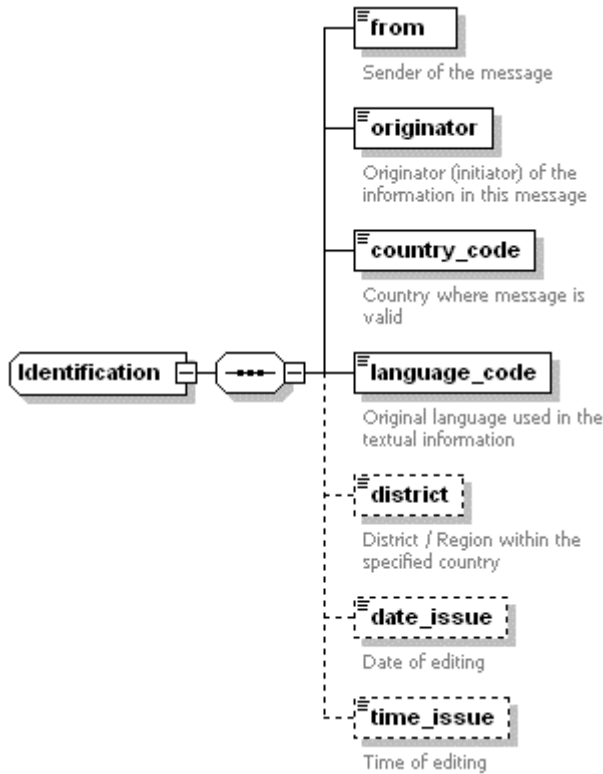 from
Sender of the message
originator
Originator (initiator) of the
information in this message
country_code
Country where message is
valid
Identification
language_code
Original language used in the
textual information
district
District / Region within the
specified country
date_issue
Date of editing
time_issue
Time of editing